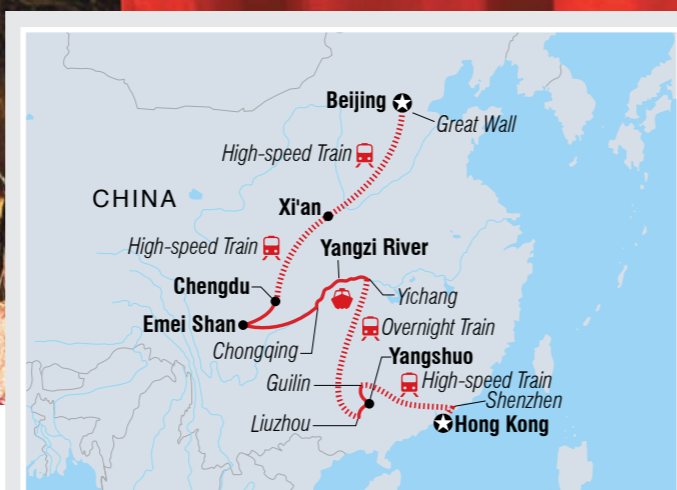 Beijing
Great Wall
High-speed Train
CHINA
Xi'an
High-speed Train
Yangzi River
Chengdu
Yichang
Emei Shan
Overnight Train
Chongqing
Yangshuo
Guilin
High-speed Train
Shenzhen
Liuzhou
Hong Kong